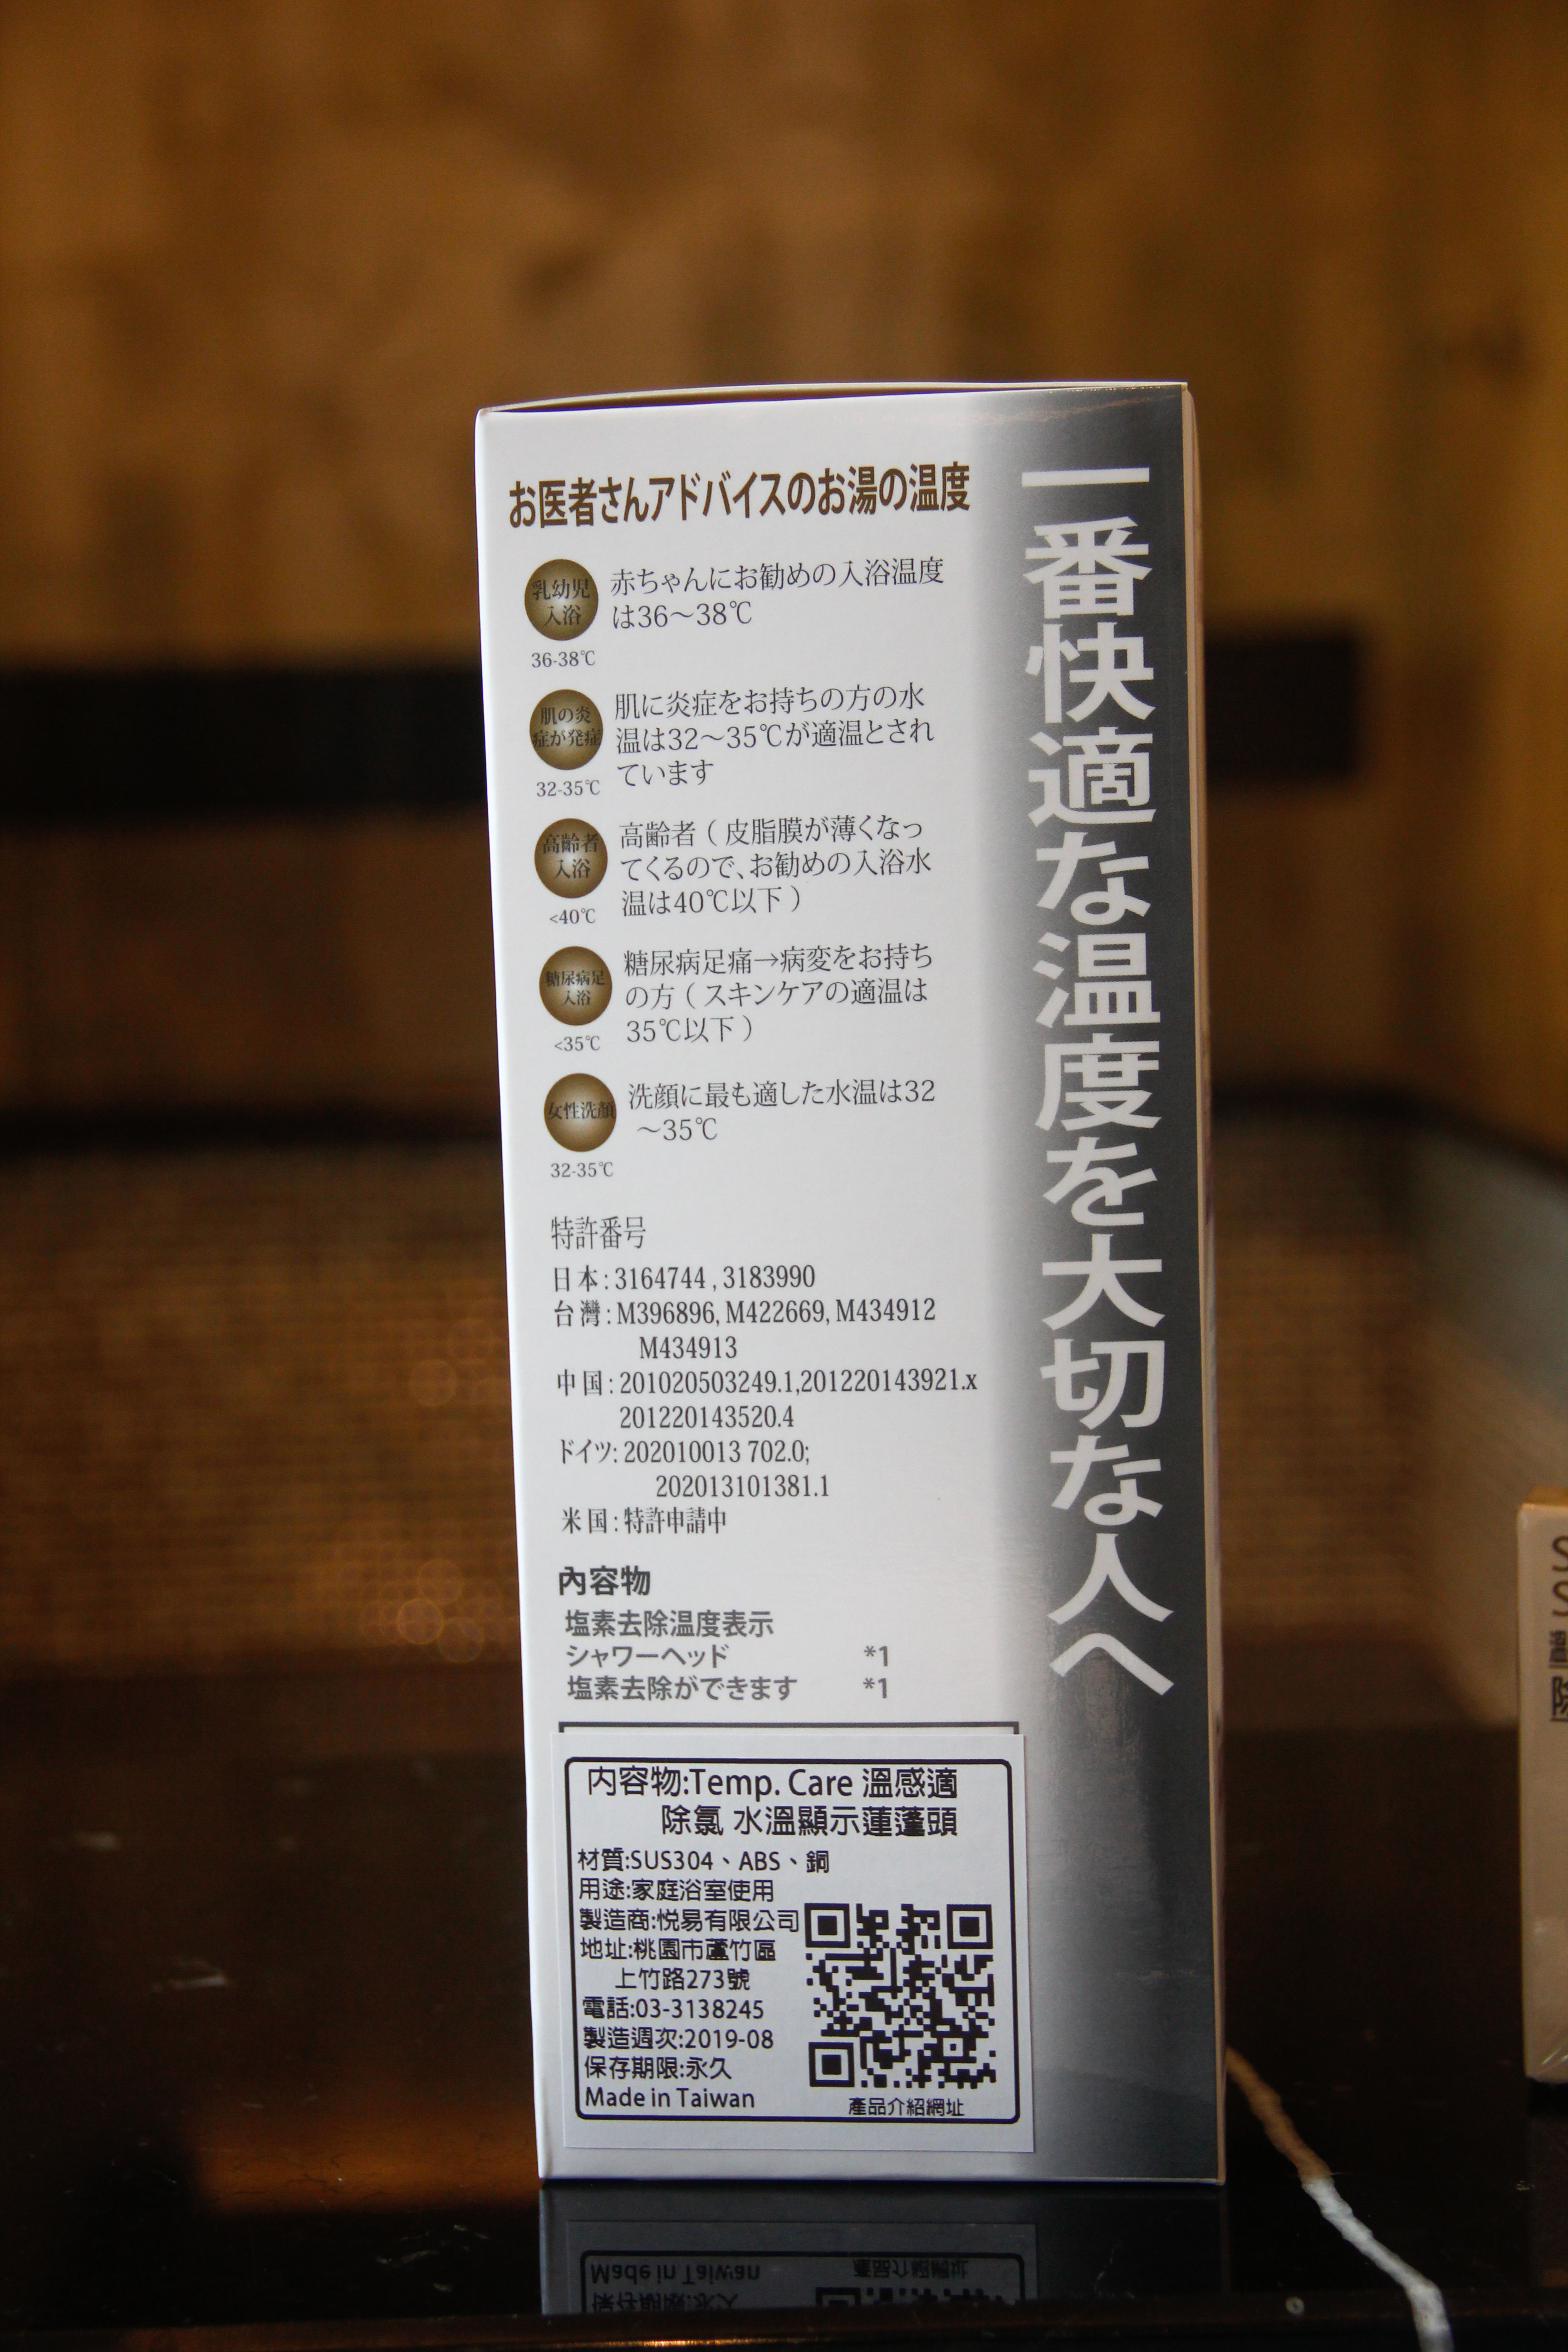 お医者さんアドバイスのお湯の温度
乳幼児
入浴
36-38℃
赤ちゃんにお勧めの入浴温度
は36～38℃
肌の炎
症が発症
32-35℃
肌に炎症をお持ちの方の水
温は32～35℃が適温とされ
ています
高齢者
入浴
<40℃
高齢者（皮脂膜が薄くなっ
てくるので、お勧めの入浴水
温は40℃以下）
糖尿病足
入浴
<35℃
糖尿病足痛→病変をお持ち
の方（スキンケアの適温は
35℃以下）
女性洗顔
32-35℃
洗顔に最も適した水温は32
～35℃
特許番号
日本:3164744 , 3183990
台灣:M396896, M422669, M434912
M434913
中国:201020503249.1,201220143921.x
201220143520.4
ドイツ: 202010013 702.0;
202013101381.1
米国:特許申請中
內容物
塩素去除温度表示
シャワーヘッド *1
塩素去除ができます *1
一番快適な温度を大切な人へ
内容物:Temp. Care 溫感適
除氯 水溫顯示蓮蓬頭
材質:SUS304、ABS、銅
用途:家庭浴室使用
製造商:悦易有限公司
地址:桃園市蘆竹區
上竹路273號
電話:03-3138245
製造週次:2019-08
保存期限:永久
Made in Taiwan
產品介紹網址